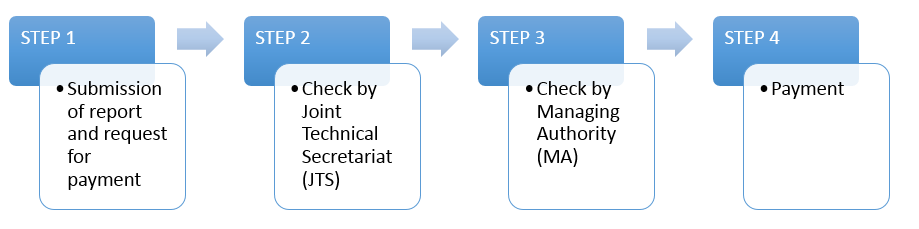 STEP 1
• Submission
of report
and request
for
payment
STEP 2
• Check by
Joint
Technical
Secretariat
(JTS)
STEP 3
• Check by
Managing
Authority
(MA)
STEP 4
• Payment